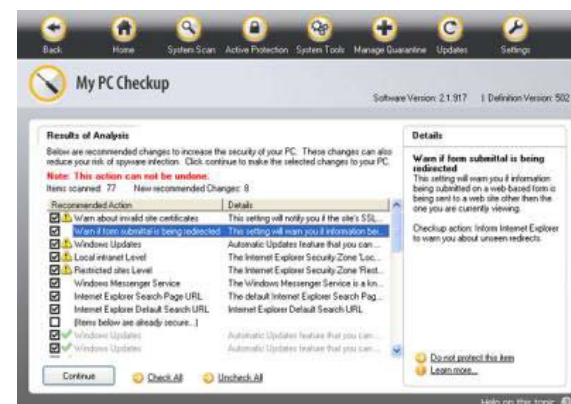 Back Home System Scan Active Protection System Tools Manage Quarantine Updates Settings
My PC Checkup
Software Version: 2.1.917 | Definition Version: 502
Results of Analysis
Below are recommended changes to increase the security of your PC. These changes can also
reduce your risk of spyware infection. Click continue to make the selected changes to your PC.
Note: This action can not be undone.
Items scanned: 77 New recommended Changes: 8
Recommended Action Details
Warn about invalid site certificates This setting will notify you if the site's SSL...
Warn if form submittal is being redirected This setting will warn you if information bei...
Windows Updates Automatic Updates feature that you can ...
Local intranet Level The Internet Explorer Security Zone 'Loc...
Restricted sites Level The Internet Explorer Security Zone 'Rest...
Windows Messenger Service The Windows Messenger Service is a kn...
Internet Explorer Search Page URL The default Internet Explorer Search Pag...
Internet Explorer Default Search URL Internet Explorer Default Search URL
(Items below are already secure...)
Windows Updates Automatic Updates feature that you can ...
Windows Updates Automatic Updates feature that you can ...
Continue Check All Uncheck All
Details
Warn if form submittal is being
redirected
This setting will warn you if information
being submitted on a web-based form is
being sent to a web site other then the
one you are currently viewing.
Checkup action: Inform Internet Explorer
to warn you about unseen redirects.
Do not protect this item
Learn more...
Help on this topic